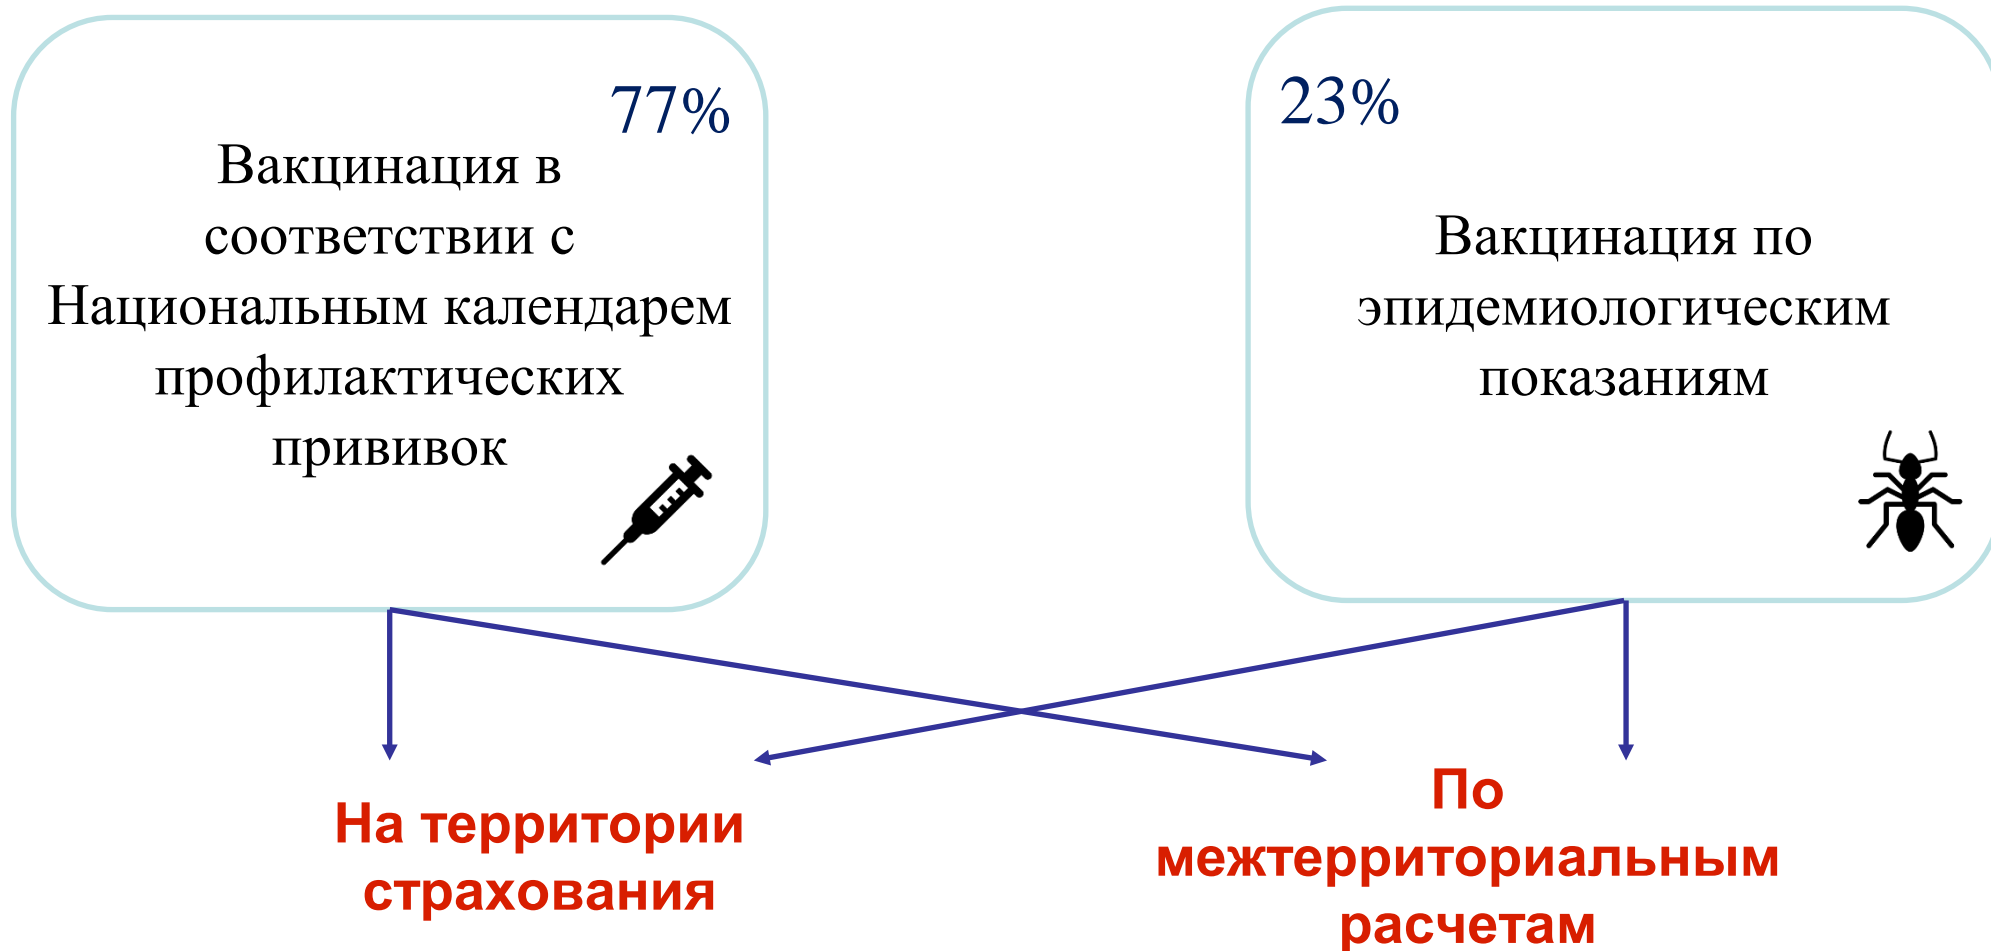 77%
Вакцинация в
соответствии с
Национальным календарем
профилактических
прививок
23%
Вакцинация по
эпидемиологическим
показаниям
На территории
страхования
По
межтерриториальным
расчетам